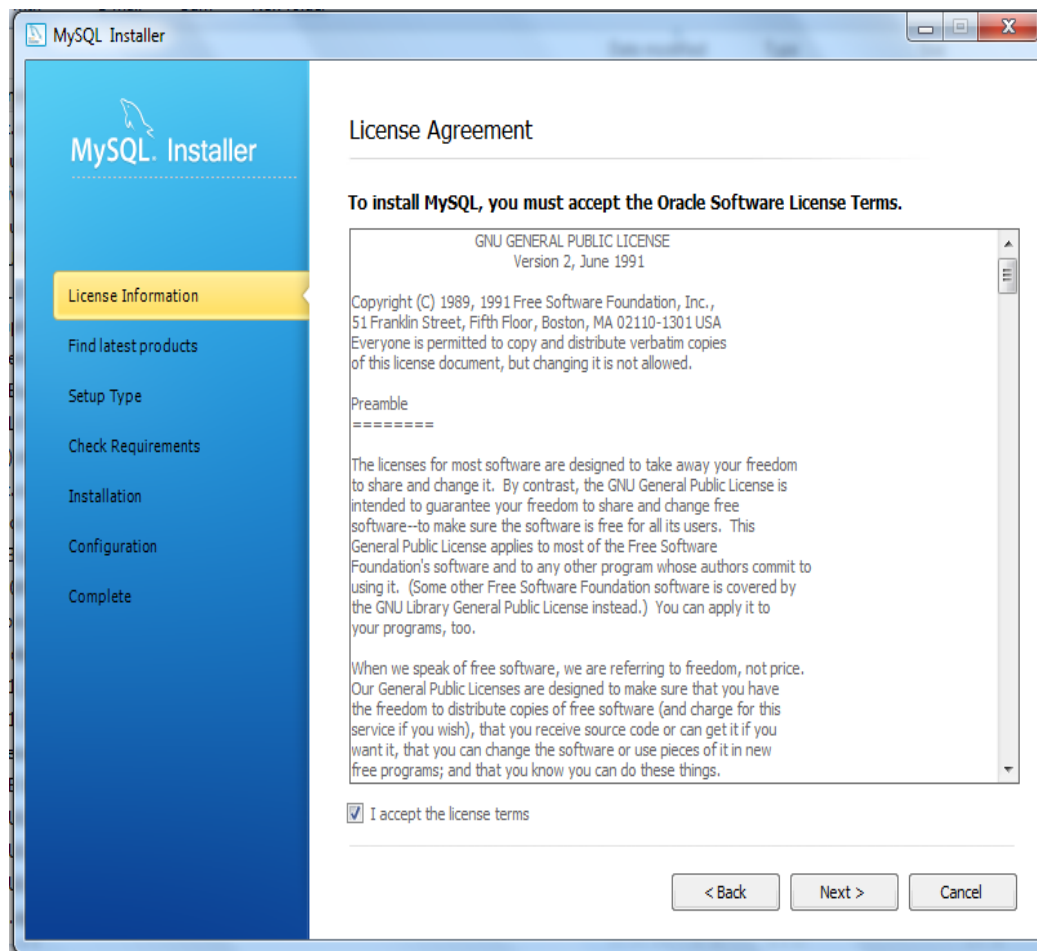 MySQL Installer
MySQL. Installer
License Information
Find latest products
Setup Type
Check Requirements
Installation
Configuration
Complete
License Agreement
To install MySQL, you must accept the Oracle Software License Terms.
GNU GENERAL PUBLIC LICENSE
Version 2, June 1991
Copyright (C) 1989, 1991 Free Software Foundation, Inc.,
51 Franklin Street, Fifth Floor, Boston, MA 02110-1301 USA
Everyone is permitted to copy and distribute verbatim copies
of this license document, but changing it is not allowed.
Preamble
========
The licenses for most software are designed to take away your freedom
to share and change it. By contrast, the GNU General Public License is
intended to guarantee your freedom to share and change free
software--to make sure the software is free for all its users. This
General Public License applies to most of the Free Software
Foundation's software and to any other program whose authors commit to
using it. (Some other Free Software Foundation software is covered by
the GNU Library General Public License instead.) You can apply it to
your programs, too.
When we speak of free software, we are referring to freedom, not price.
Our General Public Licenses are designed to make sure that you have
the freedom to distribute copies of free software (and charge for this
service if you wish), that you receive source code or can get it if you
want it, that you can change the software or use pieces of it in new
free programs; and that you know you can do these things.
I accept the license terms
< Back
Next >
Cancel